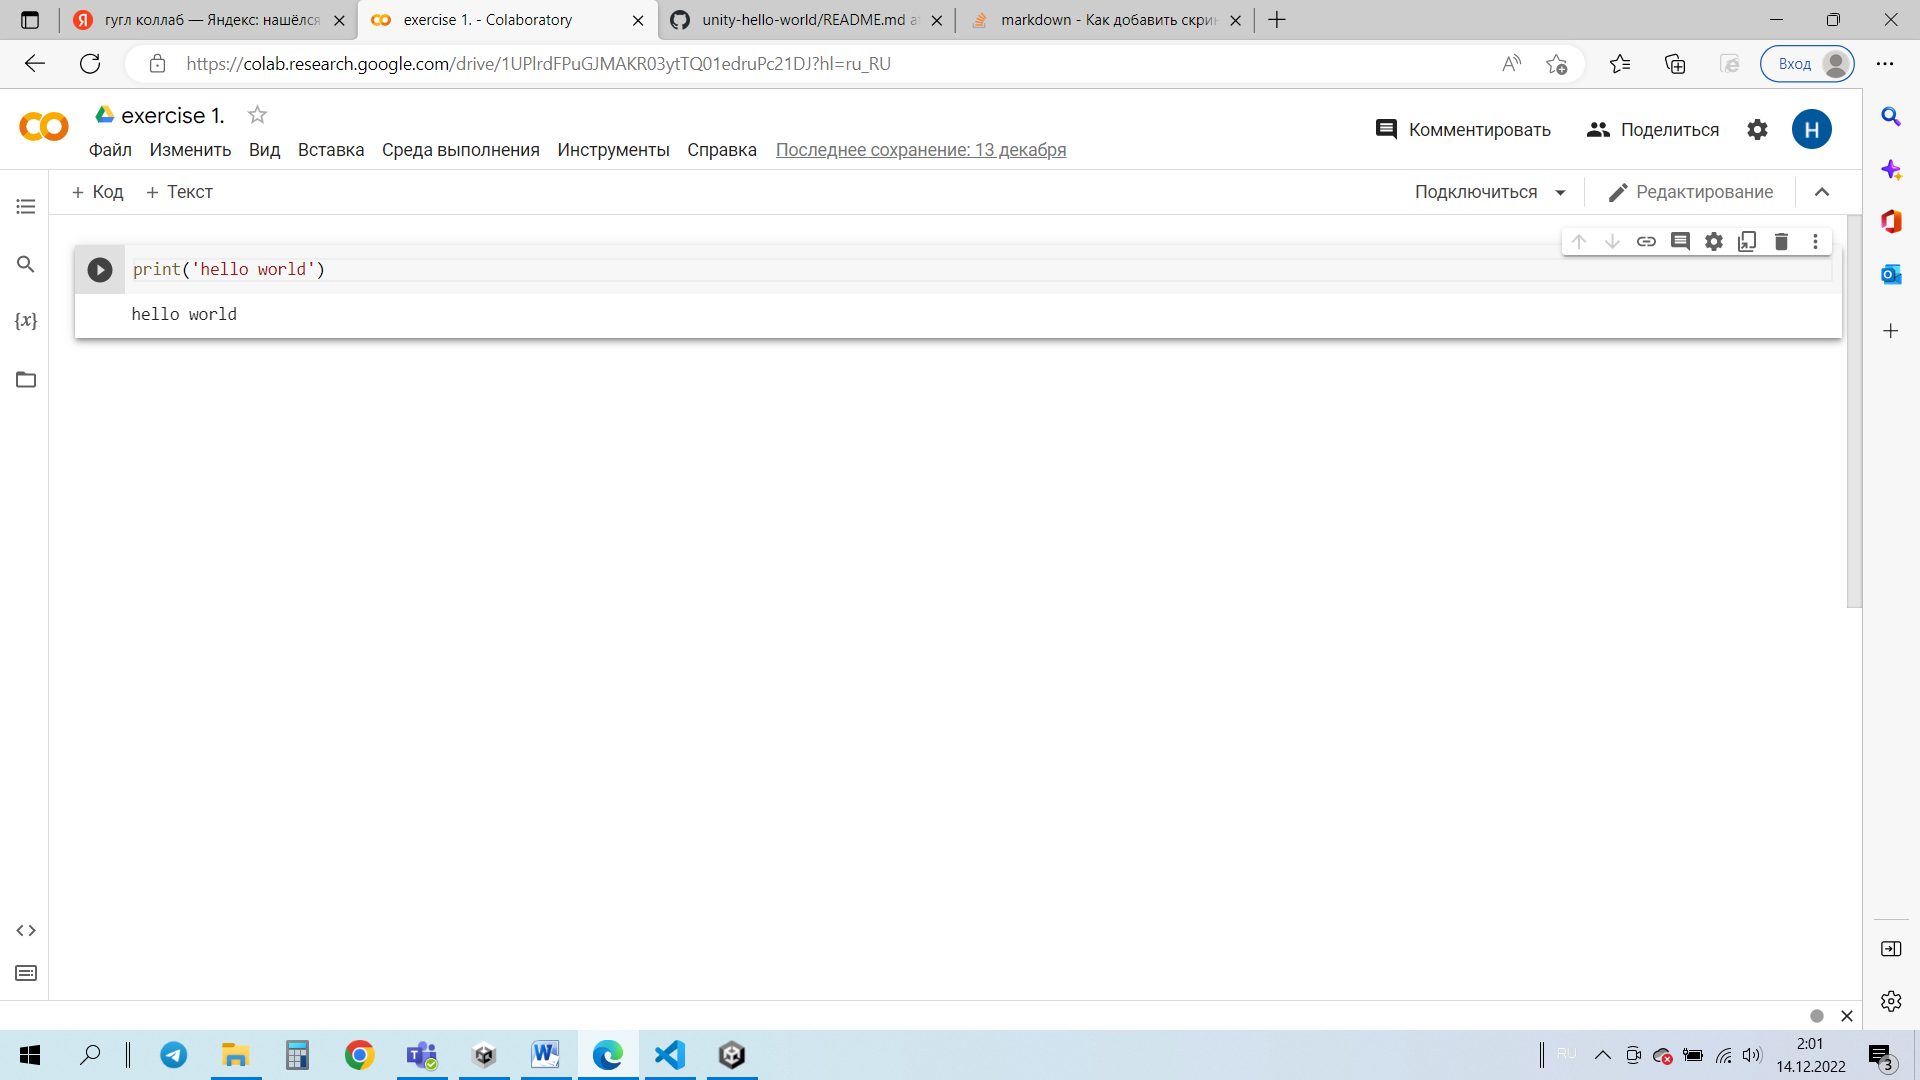 гугл коллаб — Яндекс: нашёлся
exercise 1. - Colaboratory
unity-hello-world/README.md a
markdown - Как добавить скрин
https://colab.research.google.com/drive/1UPlrdFPuGJMAKR03ytTQ01edruPc21DJ?hl=ru_RU
Вход
exercise 1.
Файл Изменить Вид Вставка Среда выполнения Инструменты Справка Последнее сохранение: 13 декабря
Комментировать Поделиться
H
+ Код + Текст
Подключиться Редактирование
print('hello world')
hello world
{x}
RU
2:01
14.12.2022
3